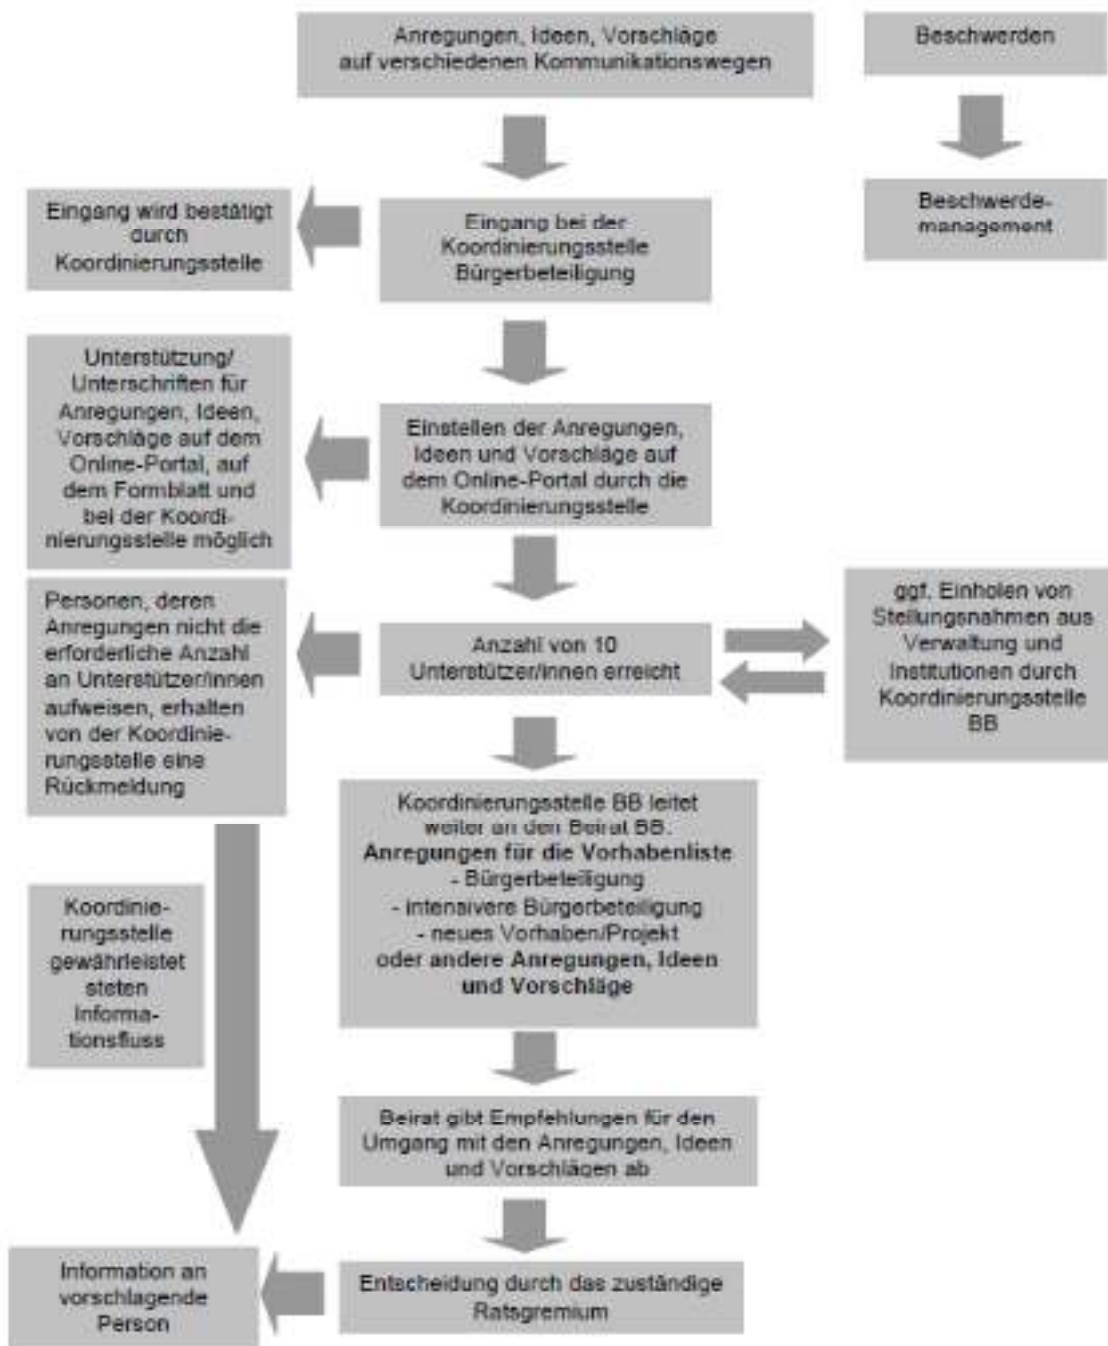 Anregungen, Ideen, Vorschläge
auf verschiedenen Kommunikationswegen
Beschwerden
Eingang wird bestätigt
durch
Koordinierungsstelle
Eingang bei der
Koordinierungsstelle
Bürgerbeteiligung
Beschwerde-
management
Unterstützung/
Unterschriften für
Anregungen, Ideen,
Vorschläge auf dem
Online-Portal, auf
dem Formblatt und
bei der Koordi-
nierungsstelle möglich
Einstellen der Anregungen,
Ideen und Vorschläge auf
dem Online-Portal durch die
Koordinierungsstelle
Personen, deren
Anregungen nicht die
erforderliche Anzahl
an Unterstützer/innen
aufweisen, erhalten
von der Koordinie-
rungsstelle eine
Rückmeldung
Anzahl von 10
Unterstützer/innen erreicht
ggf. Einholen von
Stellungsnahmen aus
Verwaltung und
Institutionen durch
Koordinierungsstelle
BB
Koordinierungsstelle BB leitet
weiter an den Beirat BB.
Anregungen für die Vorhabenliste
- Bürgerbeteiligung
- intensivere Bürgerbeteiligung
- neues Vorhaben/Projekt
oder andere Anregungen, Ideen
und Vorschläge
Koordinie-
rungsstelle
gewährleistet
steten
Informa-
tionsfluss
Beirat gibt Empfehlungen für den
Umgang mit den Anregungen, Ideen
und Vorschlägen ab
Information an
vorschlagende
Person
Entscheidung durch das zuständige
Ratsgremium